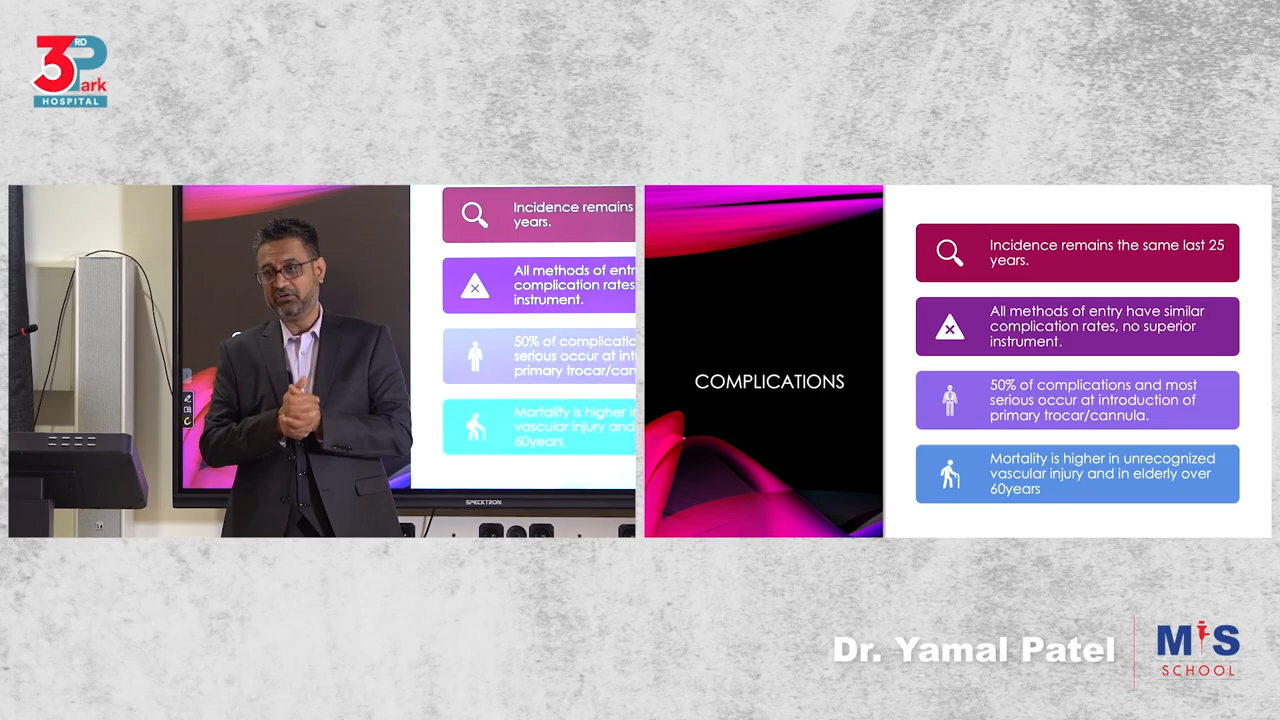 3RD Park
HOSPITAL
Incidence remains
years.
All methods of entr
complication rates
instrument.
50% of complicatio
serious occur at int
primary trocar/can
Mortality is higher i
vascular injury and
60years
SPECKTRON
COMPLICATIONS
Incidence remains the same last 25
years.
All methods of entry have similar
complication rates, no superior
instrument.
50% of complications and most
serious occur at introduction of
primary trocar/cannula.
Mortality is higher in unrecognized
vascular injury and in elderly over
60years
Dr. Yamal Patel
MiS
SCHOOL